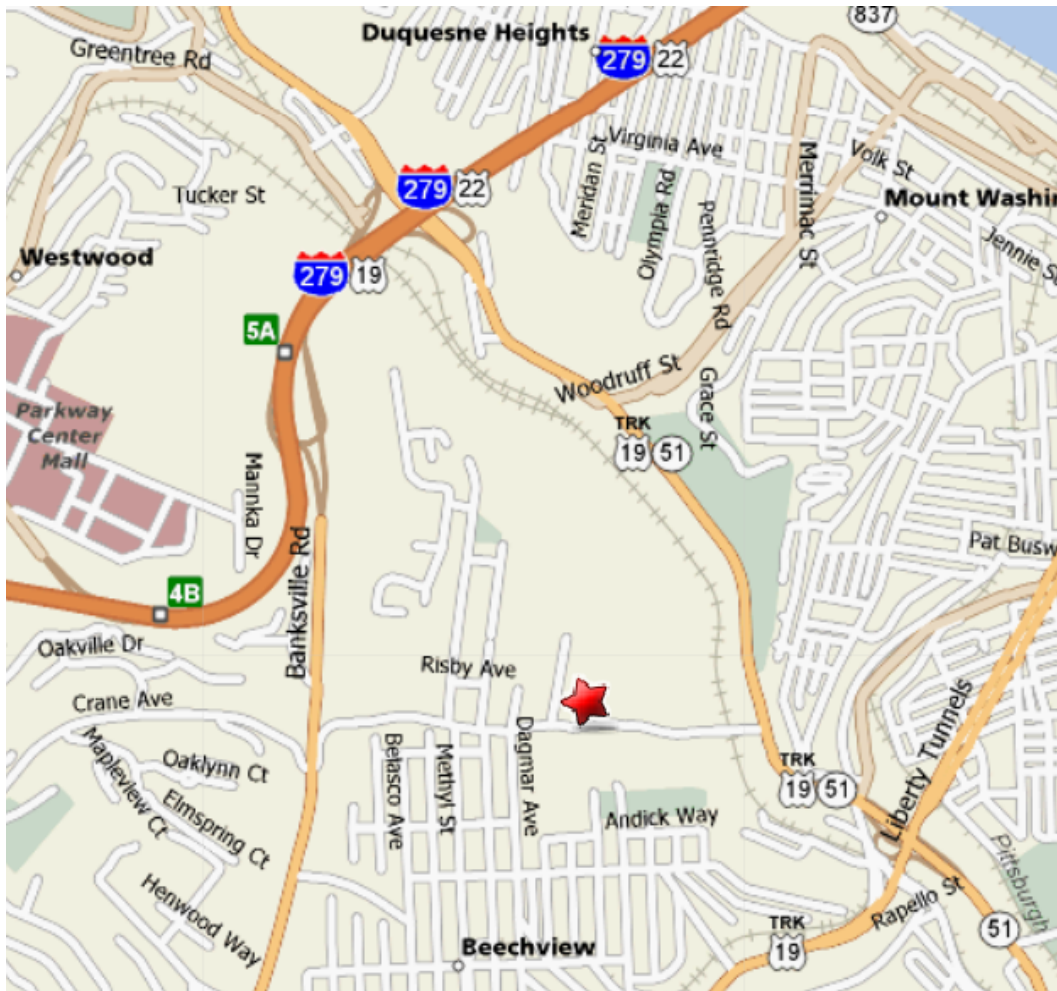 837
Duquesne Heights
Greentree Rd
279
22
Virginia Ave
Volk St
279
22
Meridan St
Merrimac St
Tucker St
Mount Washin
Olympia Rd
Pennridge Rd
Jennie St
Westwood
279
19
5A
Woodruff St
Grace St
Parkway
Center
Mall
TRK
19
51
Mannka Dr
Banksville Rd
Pat Busw
4B
Oakville Dr
Risby Ave
Crane Ave
Liberty Tunnels
Dagmar Ave
Belasco Ave
Methyl St
Oaklynn Ct
Mapleview Ct
TRK
19
51
Elmspring Ct
Andick Way
Pittsburgh
Henwood Way
Rapello St
TRK
19
51
Beechview